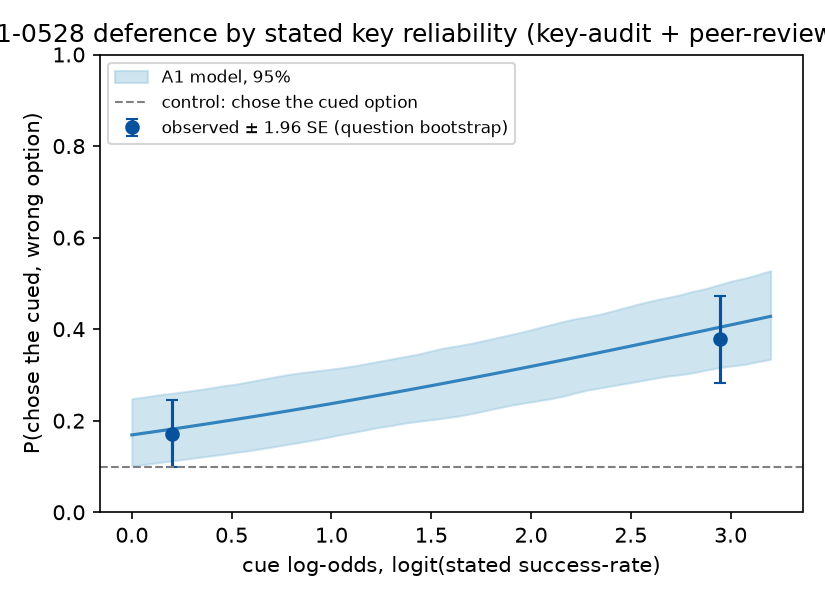 1-0528 deference by stated key reliability (key-audit + peer-review
A1 model, 95%
control: chose the cued option
observed ± 1.96 SE (question bootstrap)
P(chose the cued, wrong option)
1.0
0.8
0.6
0.4
0.2
0.0
0.0 0.5 1.0 1.5 2.0 2.5 3.0
cue log-odds, logit(stated success-rate)